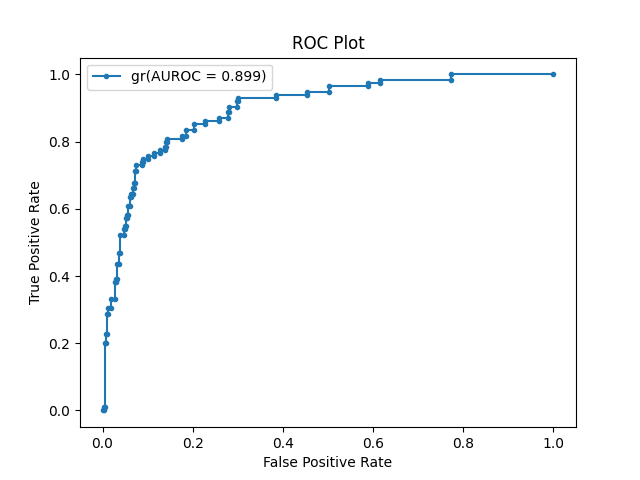 ROC Plot
gr(AUROC = 0.899)
True Positive Rate
1.0
0.8
0.6
0.4
0.2
0.0
0.0 0.2 0.4 0.6 0.8 1.0
False Positive Rate